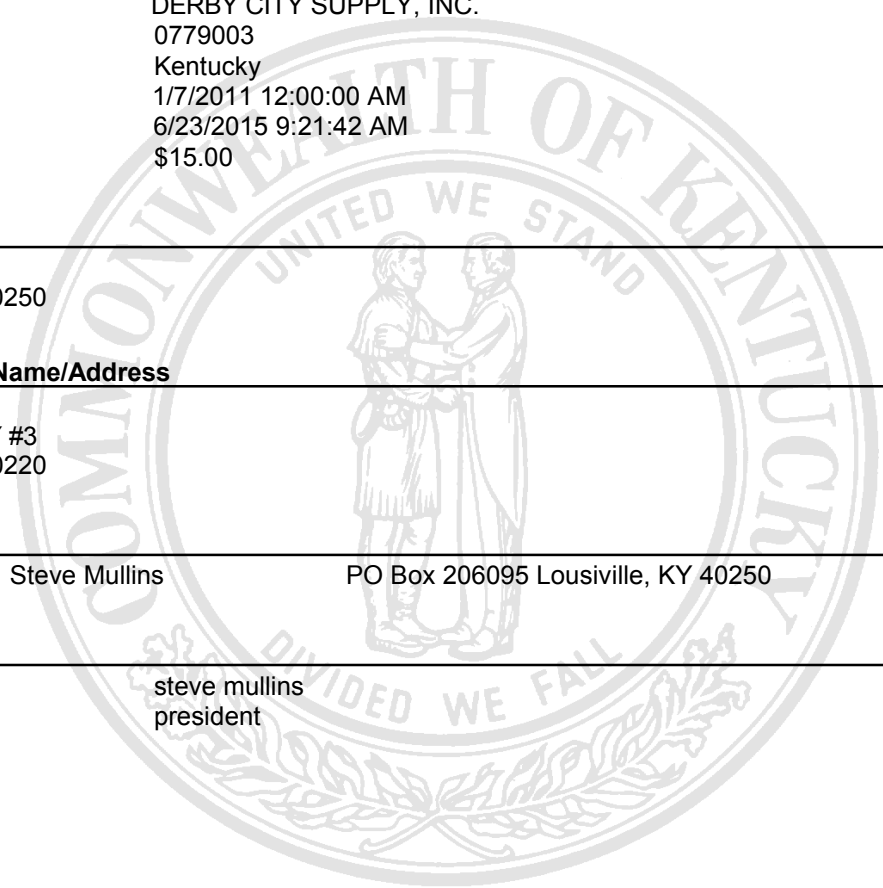 DERBY CITY SUPPLY, INC.
0779003
Kentucky
1/7/2011 12:00:00 AM
6/23/2015 9:21:42 AM
$15.00
COMMONWEALTH OF KENTUCKY
UNITED WE STAND
0250
Name/Address
#3
0220
Steve Mullins PO Box 206095 Lousiville, KY 40250
DIVIDED WE FALL
steve mullins
president